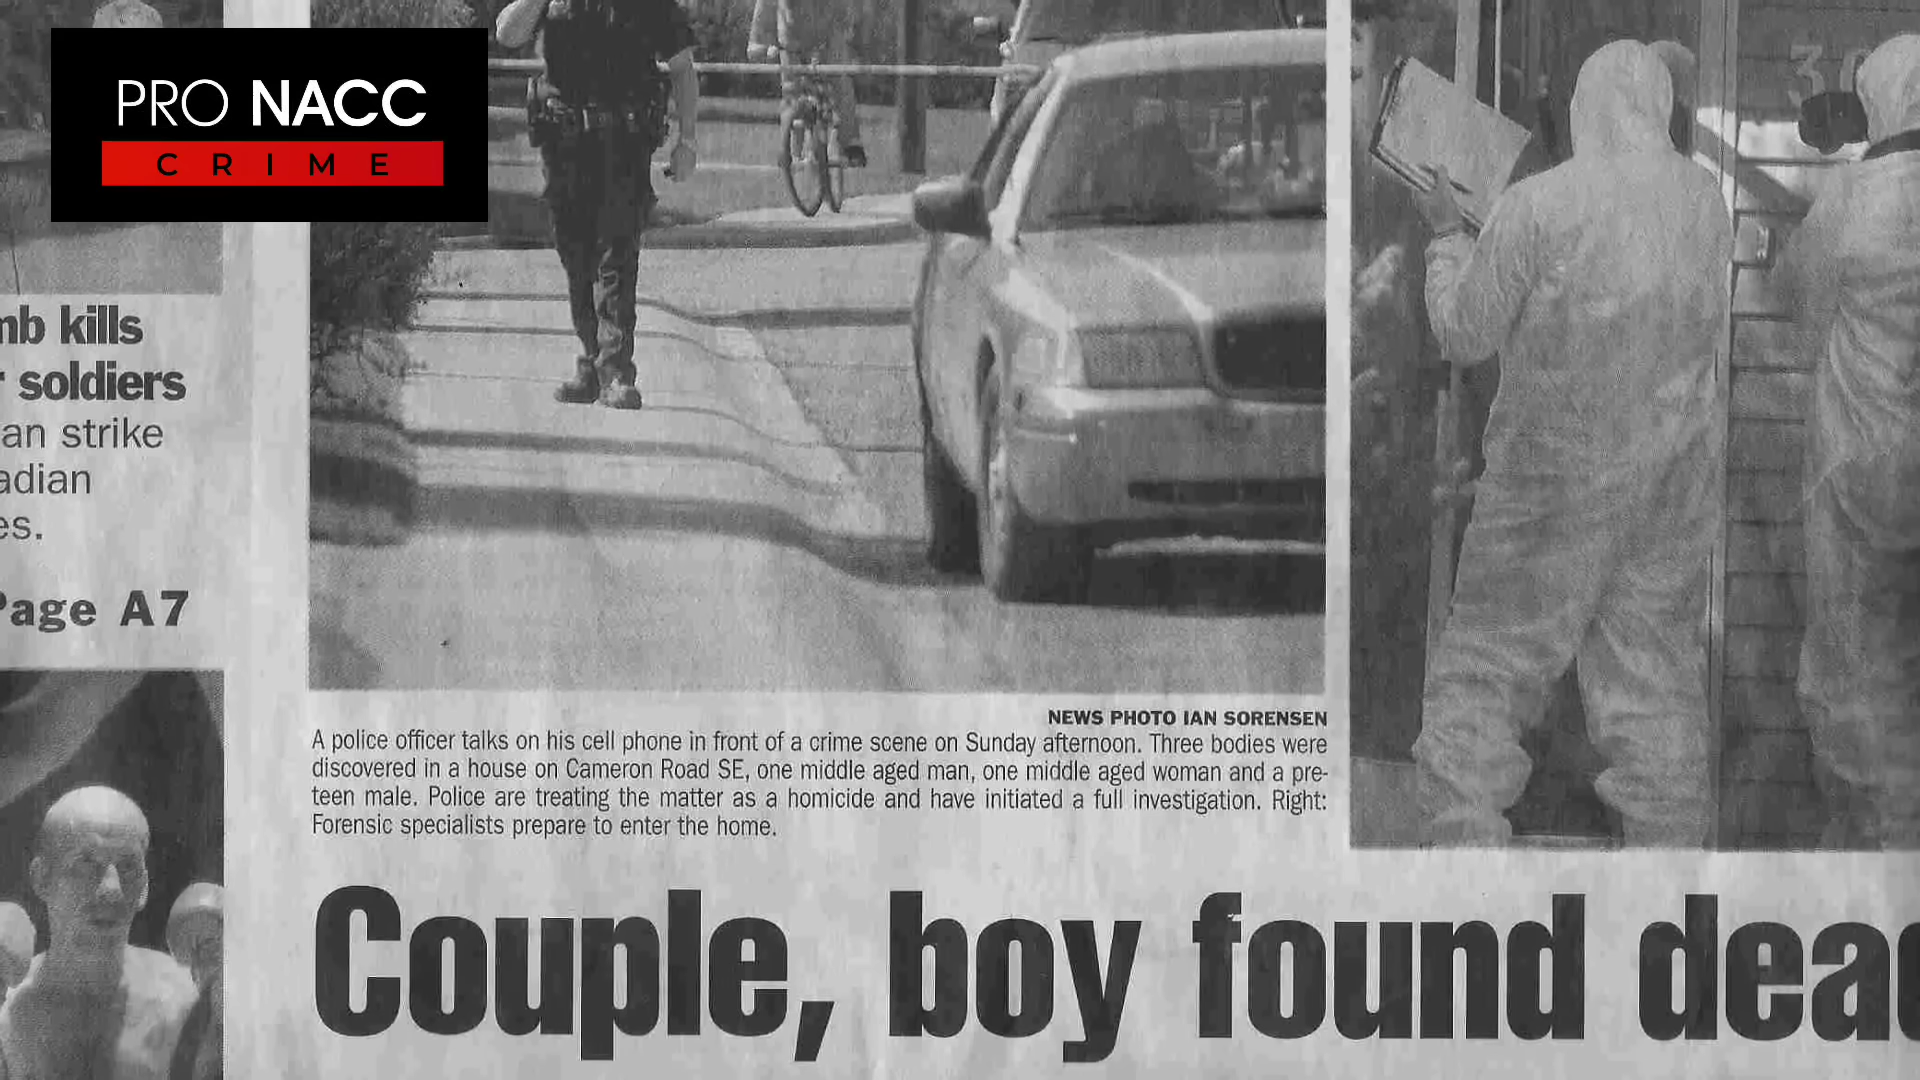 PRO NACC
CRIME
mb kills
r soldiers
an strike
adian
es.
Page A7
NEWS PHOTO IAN SORENSEN
A police officer talks on his cell phone in front of a crime scene on Sunday afternoon. Three bodies were
discovered in a house on Cameron Road SE, one middle aged man, one middle aged woman and a pre-
teen male. Police are treating the matter as a homicide and have initiated a full investigation. Right:
Forensic specialists prepare to enter the home.
Couple, boy found dead